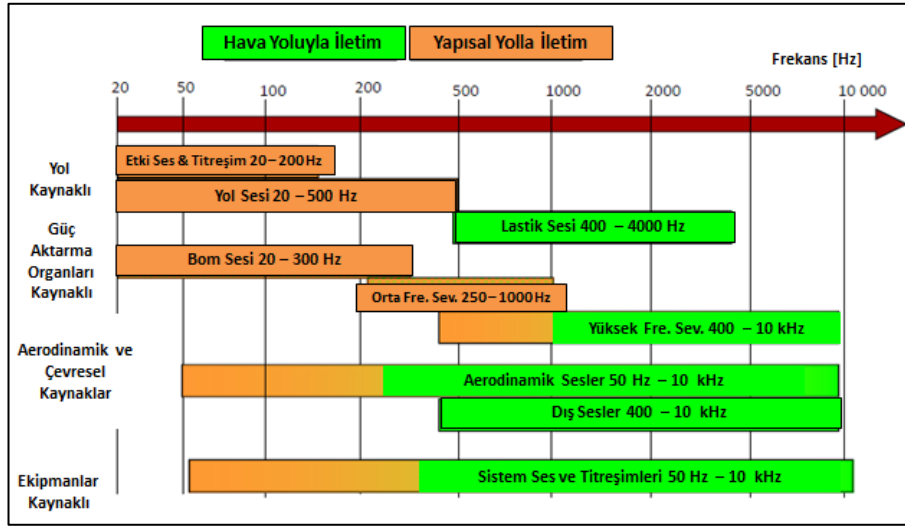 Hava Yoluyla İletim
Yapısal Yolla İletim
Frekans [Hz]
20 50 100 200 500 1000 2000 5000 10 000
Yol
Kaynaklı
Etki Ses & Titreşim 20 – 200 Hz
Yol Sesi 20 – 500 Hz
Lastik Sesi 400 – 4000 Hz
Güç
Aktarma
Organları
Kaynaklı
Bom Sesi 20 – 300 Hz
Orta Fre. Sev. 250 – 1000 Hz
Yüksek Fre. Sev. 400 – 10 kHz
Aerodinamik ve
Çevresel
Kaynaklar
Aerodinamik Sesler 50 Hz – 10 kHz
Dış Sesler 400 – 10 kHz
Ekipmanlar
Kaynaklı
Sistem Ses ve Titreşimleri 50 Hz – 10 kHz